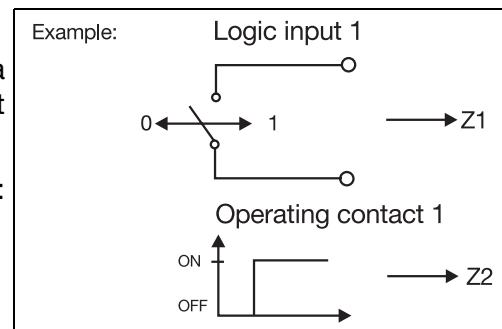 Example:
Logic input 1
a
t
0
1
Z1
:
Operating contact 1
ON
OFF
Z2